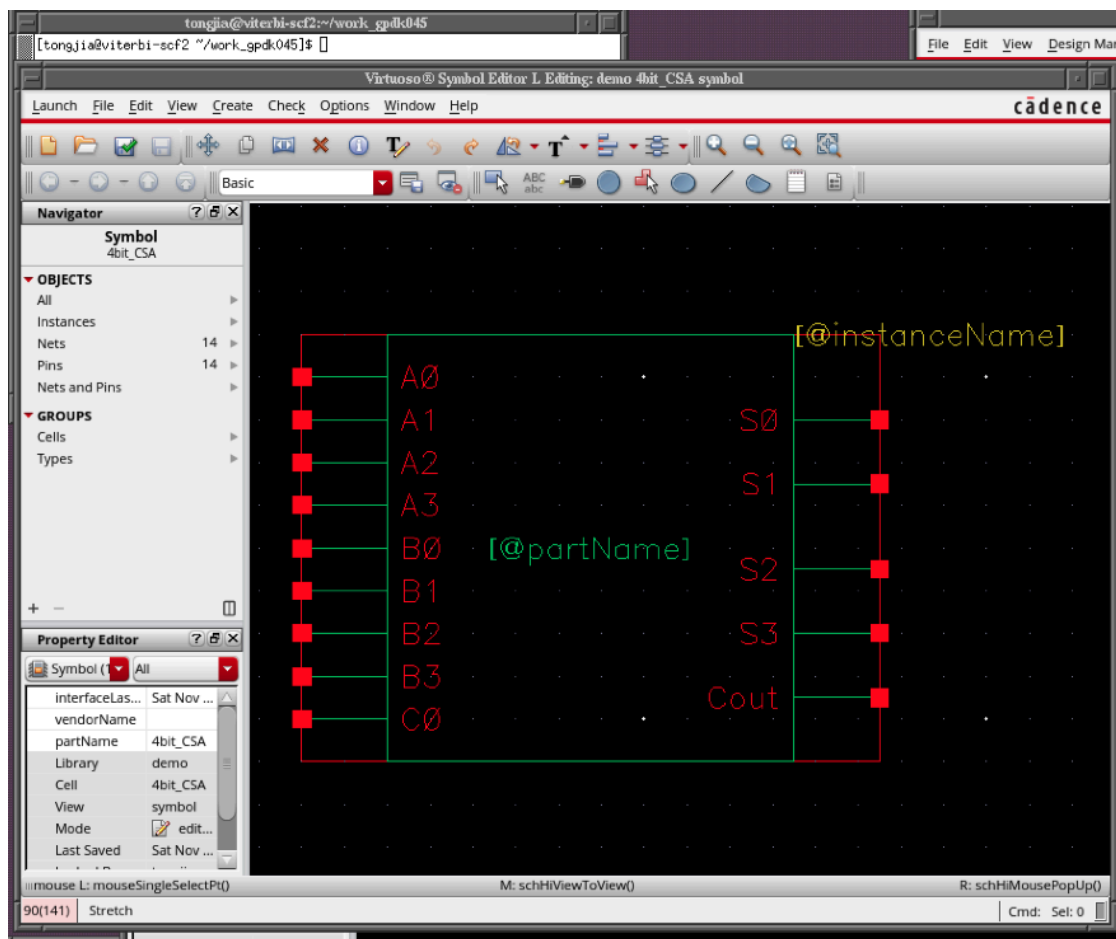 tongjia@viterbi-scf2:~/work_gpdk045
[tongjia@viterbi-scf2 ~/work_gpdk045]$
File Edit View Design Mar
Virtuoso® Symbol Editor L Editing: demo 4bit_CSA symbol
Launch File Edit View Create Check Options Window Help
cādence
Basic
ABC
abc
Navigator
Symbol
4bit_CSA
OBJECTS
All
Instances
Nets 14
Pins 14
Nets and Pins
GROUPS
Cells
Types
Property Editor
Symbol (1 All
interfaceLas... Sat Nov ...
vendorName
partName 4bit_CSA
Library demo
Cell 4bit_CSA
View symbol
Mode edit...
Last Saved Sat Nov ...
[@instanceName]
A0
A1
A2
A3
B0
B1
B2
B3
C0
[@partName]
S0
S1
S2
S3
Cout
mouse L: mouseSingleSelectPt() M: schHiViewToView() R: schHiMousePopUp()
90(141) Stretch Cmd: Sel: 0